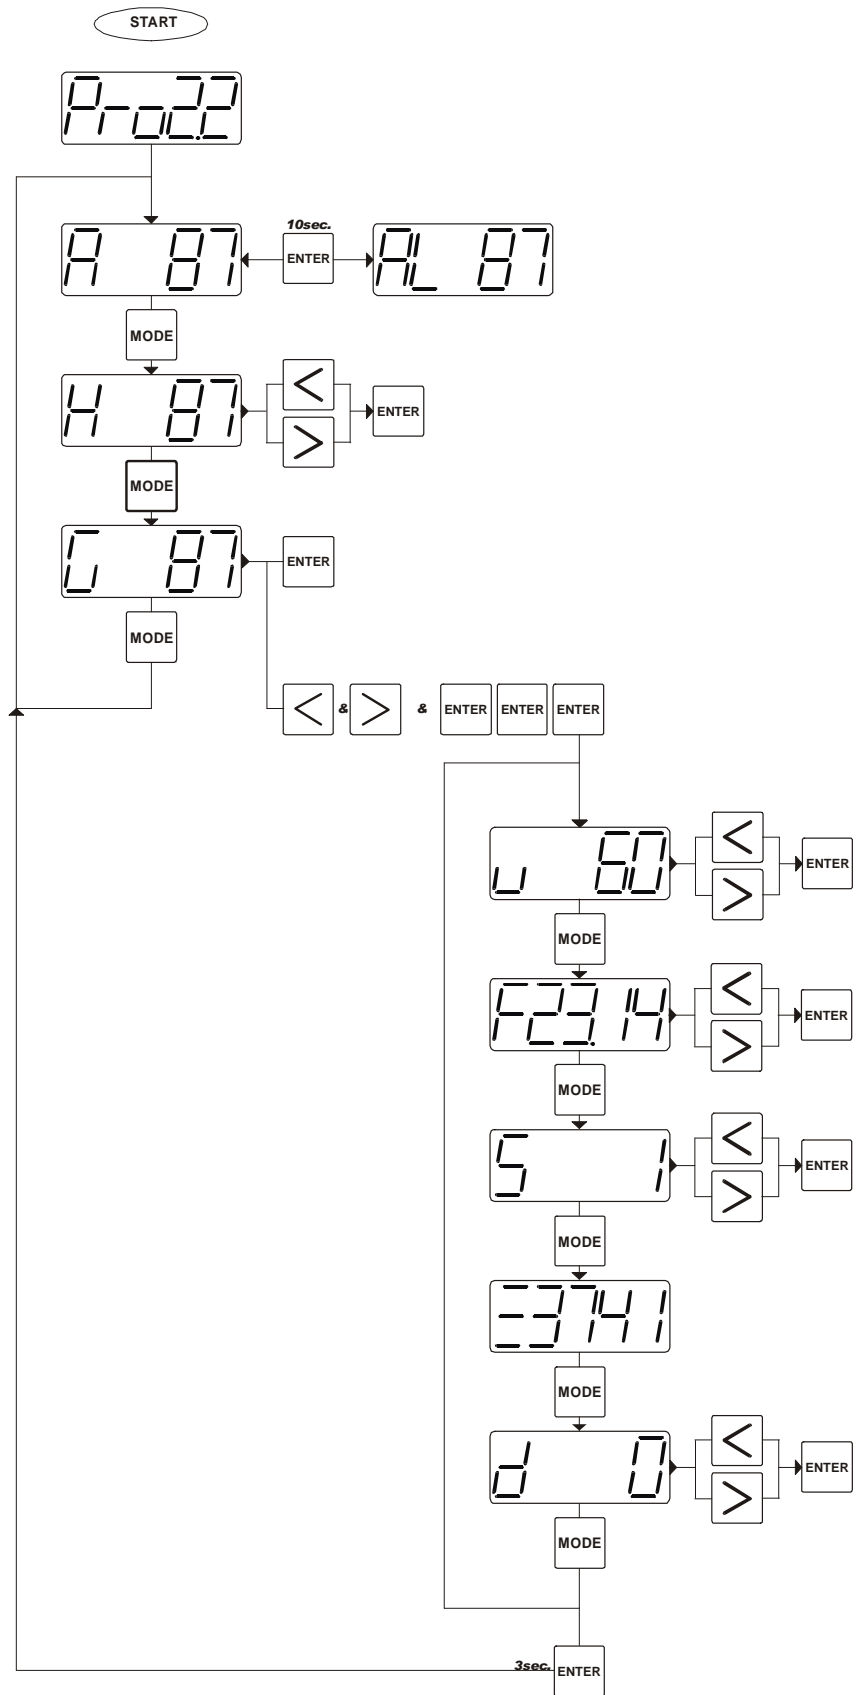 START
Pro2.2
10sec.
A 87
ENTER
AL 87
MODE
<
H 87
ENTER
>
MODE
G 87
ENTER
MODE
< & > & ENTER ENTER ENTER
<
u 60
ENTER
>
MODE
<
F23.14
ENTER
>
MODE
<
S 1
ENTER
>
MODE
Ξ3741
MODE
<
d 0
ENTER
>
MODE
3sec. ENTER